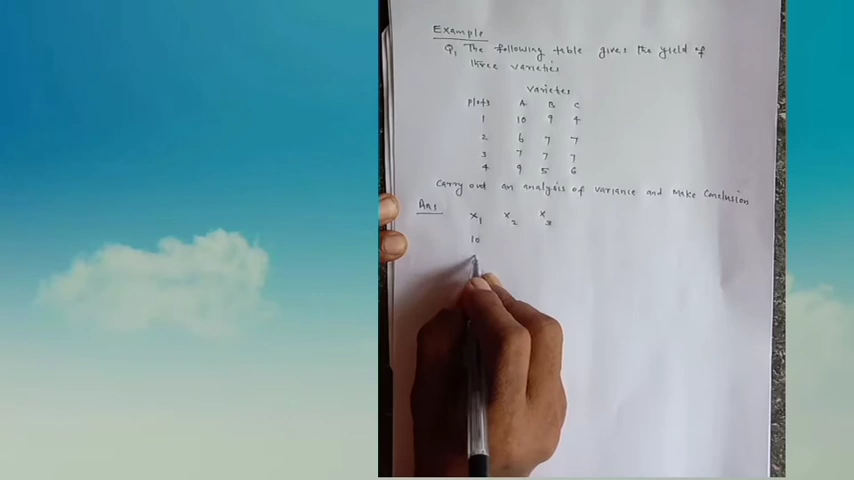 Example
Q, The following table gives the yield of
three varieties
Varietes
Plots A B C
1 10 9 4
2 6 7 7
3 7 7 7
4 9 5 6
Carry out an analysis of variance and make conclusion
Ans
X1 X2 X3
10